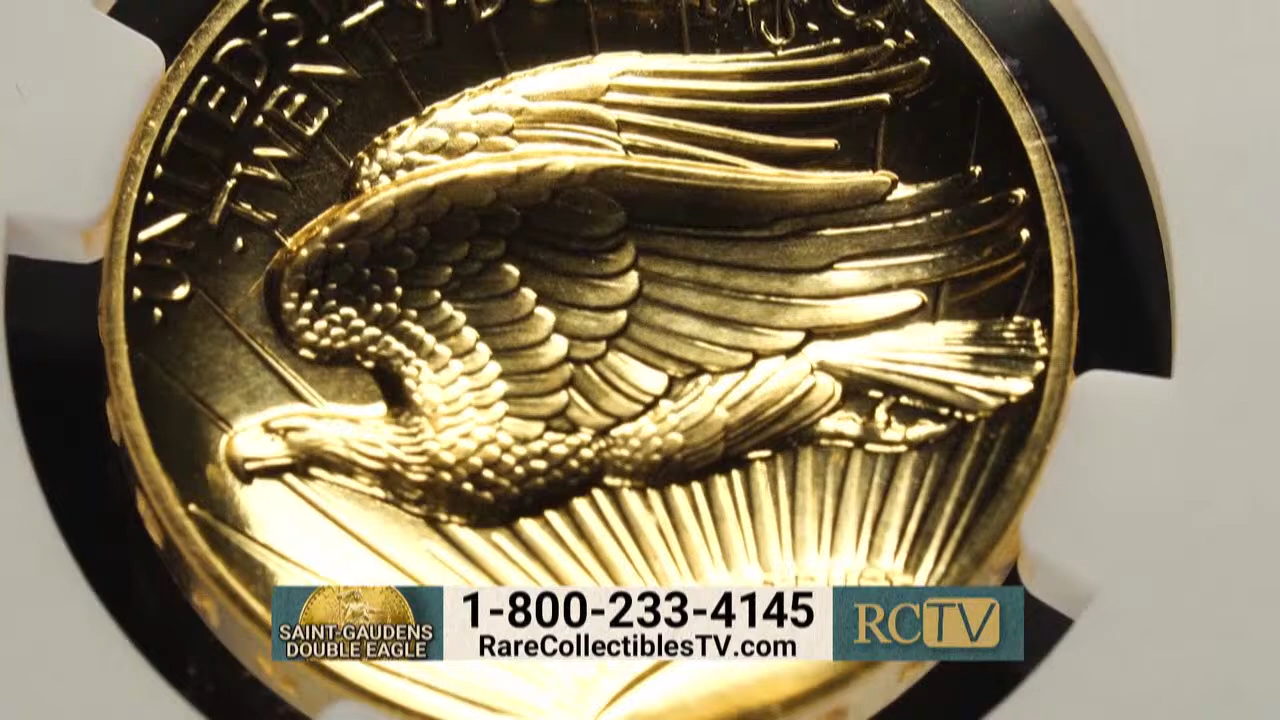 UNITED
TWEN
SAINT-GAUDENS
DOUBLE EAGLE
1-800-233-4145
RareCollectiblesTV.com
RCTV